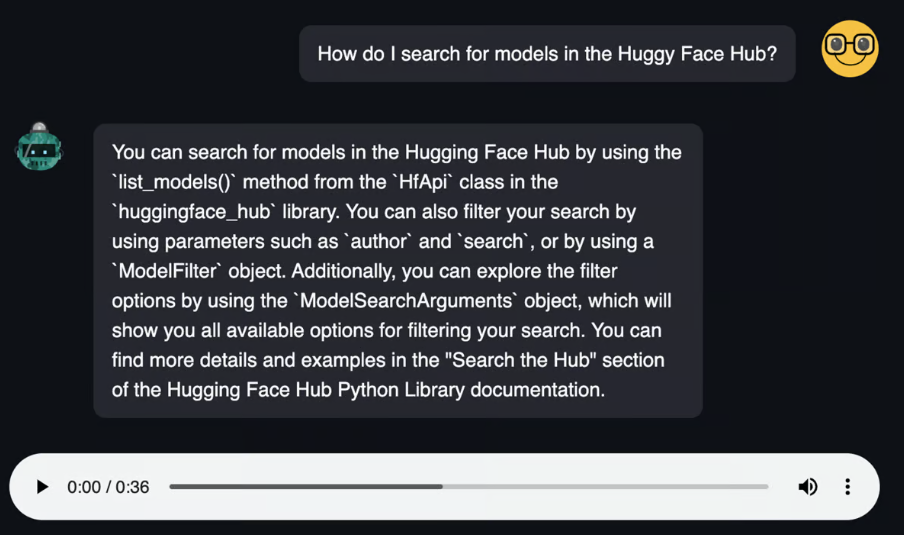 How do I search for models in the Huggy Face Hub?
You can search for models in the Hugging Face Hub by using the
`list_models()` method from the `HfApi` class in the
`huggingface_hub` library. You can also filter your search by
using parameters such as `author` and `search`, or by using a
`ModelFilter` object. Additionally, you can explore the filter
options by using the `ModelSearchArguments` object, which will
show you all available options for filtering your search. You can
find more details and examples in the "Search the Hub" section
of the Hugging Face Hub Python Library documentation.
0:00 / 0:36